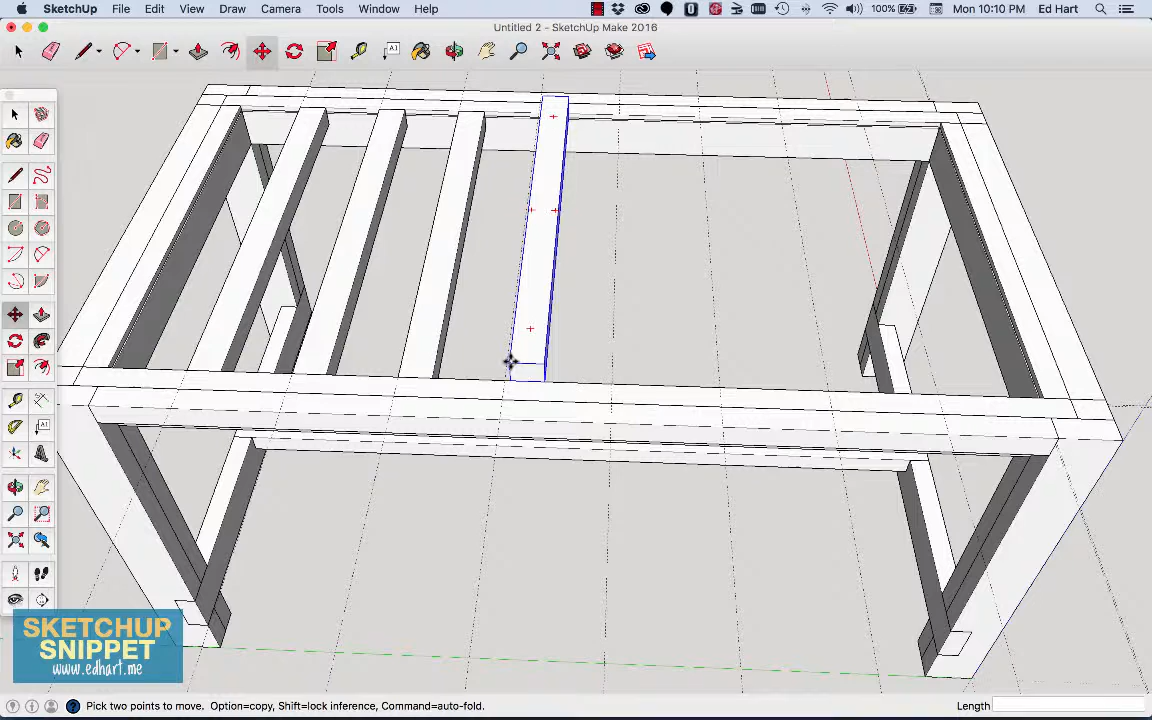 SketchUp File Edit View Draw Camera Tools Window Help 100% Mon 10:10 PM Ed Hart
Untitled 2 - SketchUp Make 2016
SKETCHUP
SNIPPET
www.edhart.me
Pick two points to move. Option=copy, Shift=lock inference, Command=auto-fold. Length